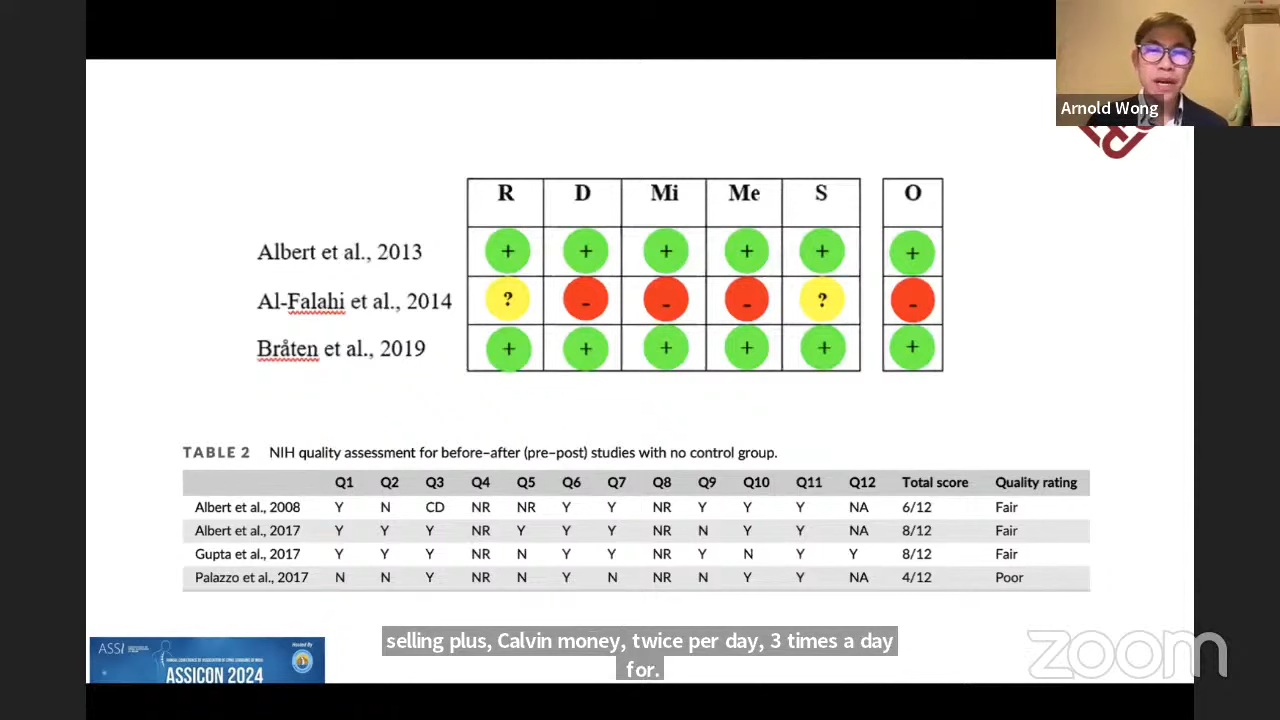 Arnold Wong
R D Mi Me S O
Albert et al., 2013 + + + + + +
Al-Falahi et al., 2014 ? - - - ? -
Bråten et al., 2019 + + + + + +
TABLE 2 NIH quality assessment for before–after (pre–post) studies with no control group.
Q1 Q2 Q3 Q4 Q5 Q6 Q7 Q8 Q9 Q10 Q11 Q12 Total score Quality rating
Albert et al., 2008 Y N CD NR NR Y Y NR Y Y Y NA 6/12 Fair
Albert et al., 2017 Y Y Y NR Y Y Y NR N Y Y NA 8/12 Fair
Gupta et al., 2017 Y Y Y NR N Y Y NR Y N Y Y 8/12 Fair
Palazzo et al., 2017 N N Y NR N Y N NR N Y Y NA 4/12 Poor
selling plus, Calvin money, twice per day, 3 times a day
for.
ASSI
Hosted By
ASSICON 2024
zoom